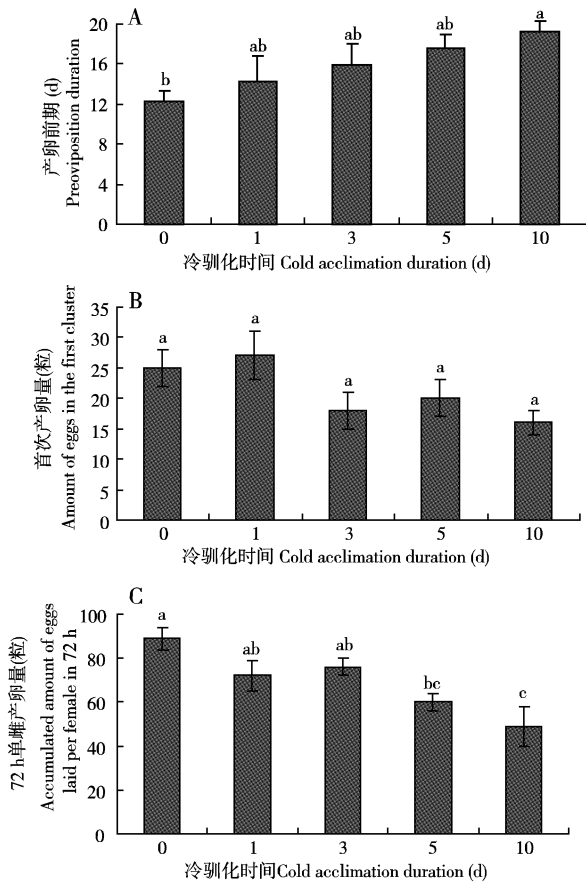 A
产卵前期 (d)
Preoviposition duration
20
16
12
8
4
0
b
ab
ab
ab
a
0 1 3 5 10
冷驯化时间 Cold acclimation duration (d)
B
首次产卵量(粒)
Amount of eggs in the first cluster
35
30
25
20
15
10
5
0
a
a
a
a
a
0 1 3 5 10
冷驯化时间 Cold acclimation duration (d)
C
72 h单雌产卵量(粒)
Accumulated amount of eggs
laid per female in 72 h
100
80
60
40
20
0
a
ab
ab
bc
c
0 1 3 5 10
冷驯化时间Cold acclimation duration (d)